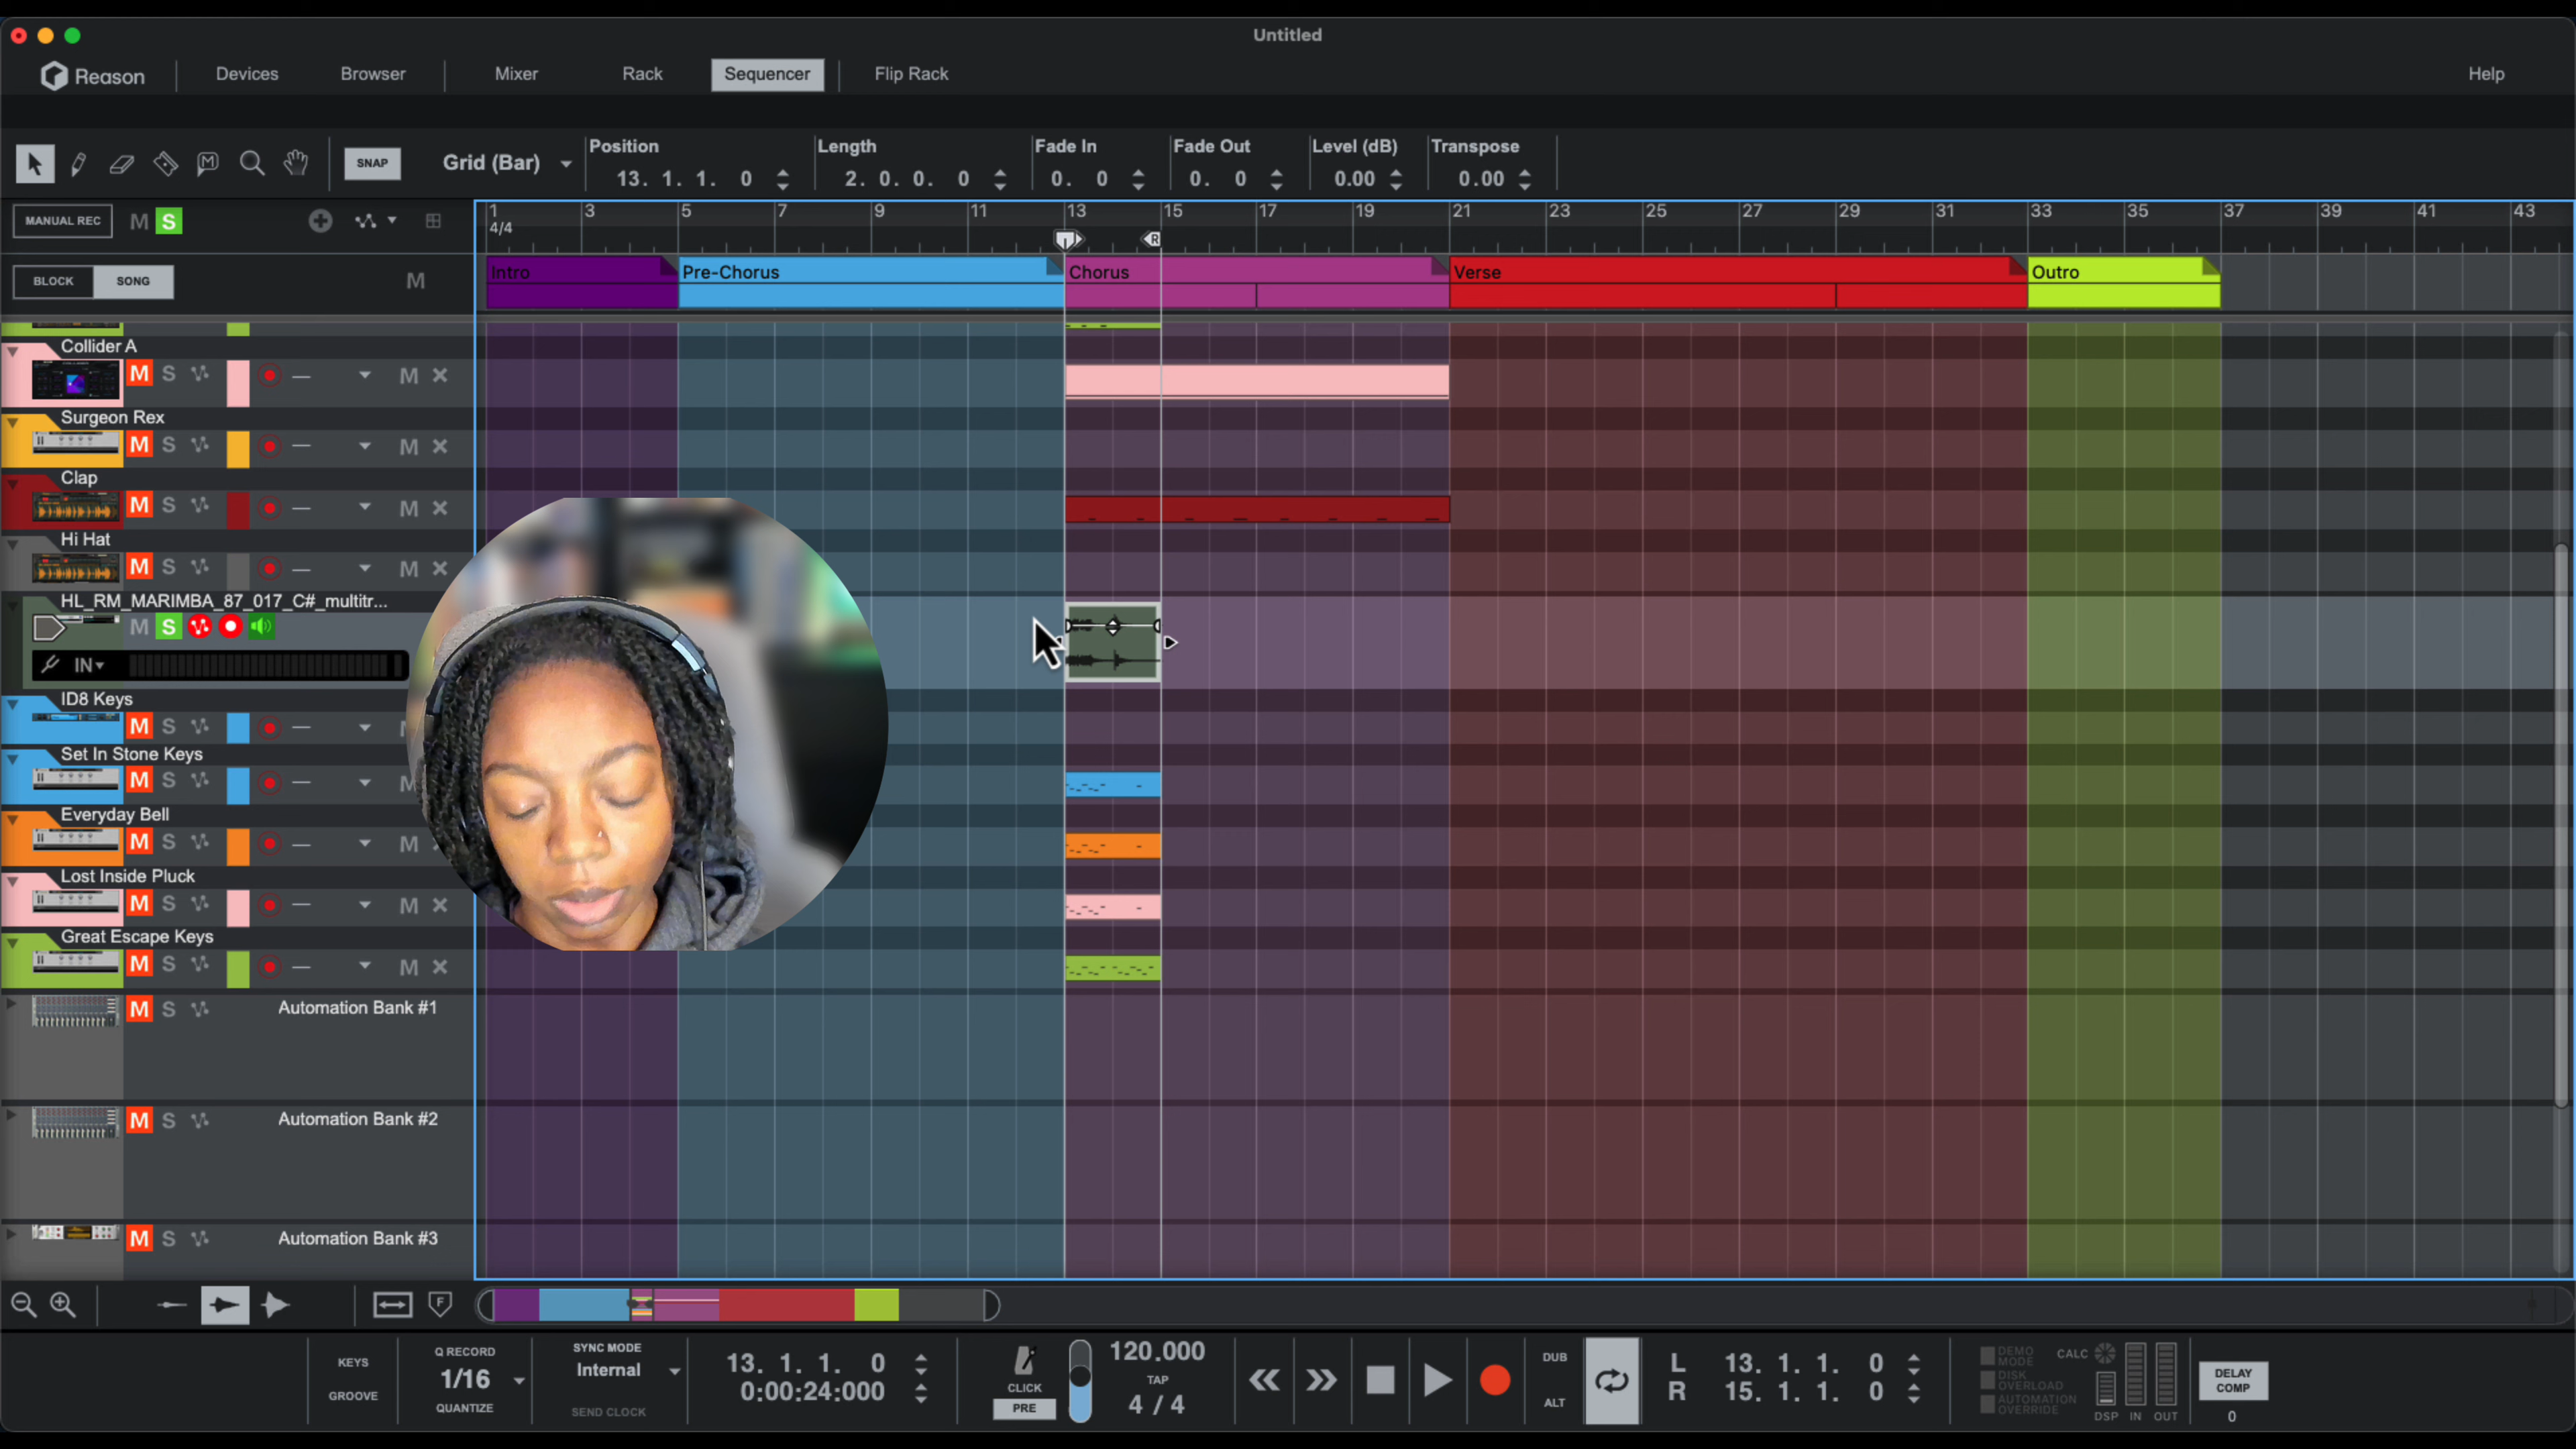 Untitled
Reason Devices Browser Mixer Rack Sequencer Flip Rack Help
SNAP Grid (Bar) Position 13. 1. 1. 0 Length 2. 0. 0. 0 Fade In 0. 0 Fade Out 0. 0 Level (dB) 0.00 Transpose 0.00
MANUAL REC M S
1 3 5 7 9 11 13 15 17 19 21 23 25 27 29 31 33 35 37 39 41 43
4/4
R
BLOCK SONG M
Intro Pre-Chorus Chorus Verse Outro
Collider A
M S M
Surgeon Rex
M S M
Clap
M S M
Hi Hat
M S M
HL_RM_MARIMBA_87_017_C#_multitr...
M S
IN
ID8 Keys
M S
Set In Stone Keys
M S
Everyday Bell
M S M
Lost Inside Pluck
M S M
Great Escape Keys
M S M
M S Automation Bank #1
M S Automation Bank #2
M S Automation Bank #3
F
KEYS
GROOVE
Q RECORD
1/16
QUANTIZE
SYNC MODE
Internal
SEND CLOCK
13. 1. 1. 0
0:00:24:000
CLICK
PRE
120.000
TAP
4 / 4
DUB
ALT
L 13. 1. 1. 0
R 15. 1. 1. 0
DEMO MODE
DISK OVERLOAD
AUTOMATION OVERRIDE
CALC
DSP IN OUT
DELAY COMP
0